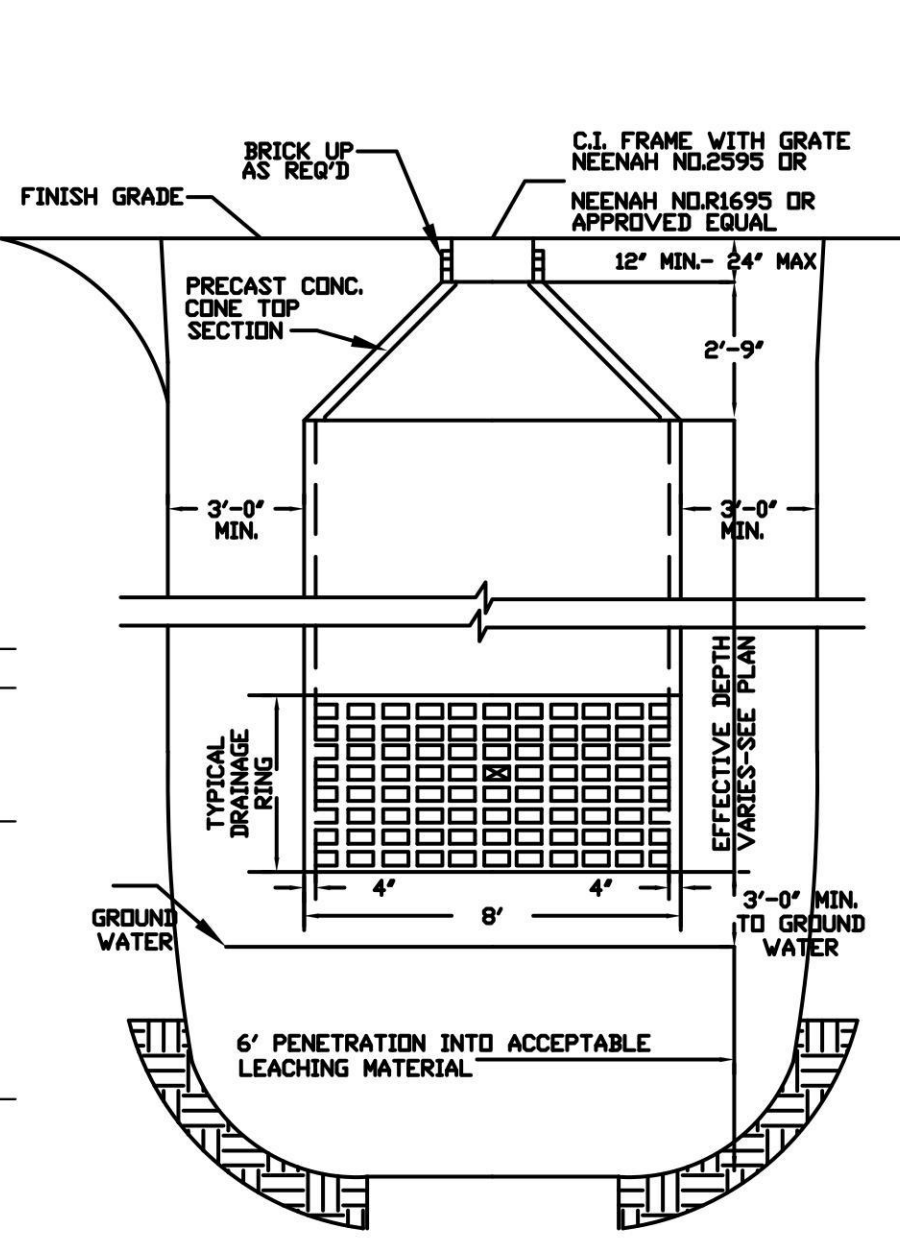 BRICK UP
AS REQ'D
C.I. FRAME WITH GRATE
NEENAH NO.2595 OR
NEENAH NO.R1695 OR
APPROVED EQUAL
FINISH GRADE
12" MIN.- 24" MAX
PRECAST CONC.
CONE TOP
SECTION
2'-9"
3'-0"
MIN.
3'-0"
MIN.
TYPICAL
DRAINAGE
RING
EFFECTIVE DEPTH
VARIES-SEE PLAN
4"
4"
8'
GROUND
WATER
3'-0" MIN.
TO GROUND
WATER
6' PENETRATION INTO ACCEPTABLE
LEACHING MATERIAL